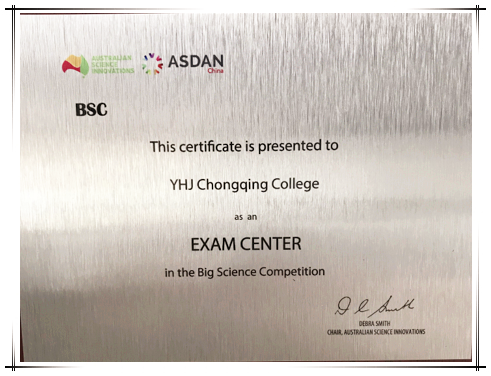 AUSTRALIAN
SCIENCE
INNOVATIONS
ASDAN
China
BSC
This certificate is presented to
YHJ Chongqing College
as an
EXAM CENTER
in the Big Science Competition
D C Smith
DEBRA SMITH
CHAIR, AUSTRALIAN SCIENCE INNOVATIONS